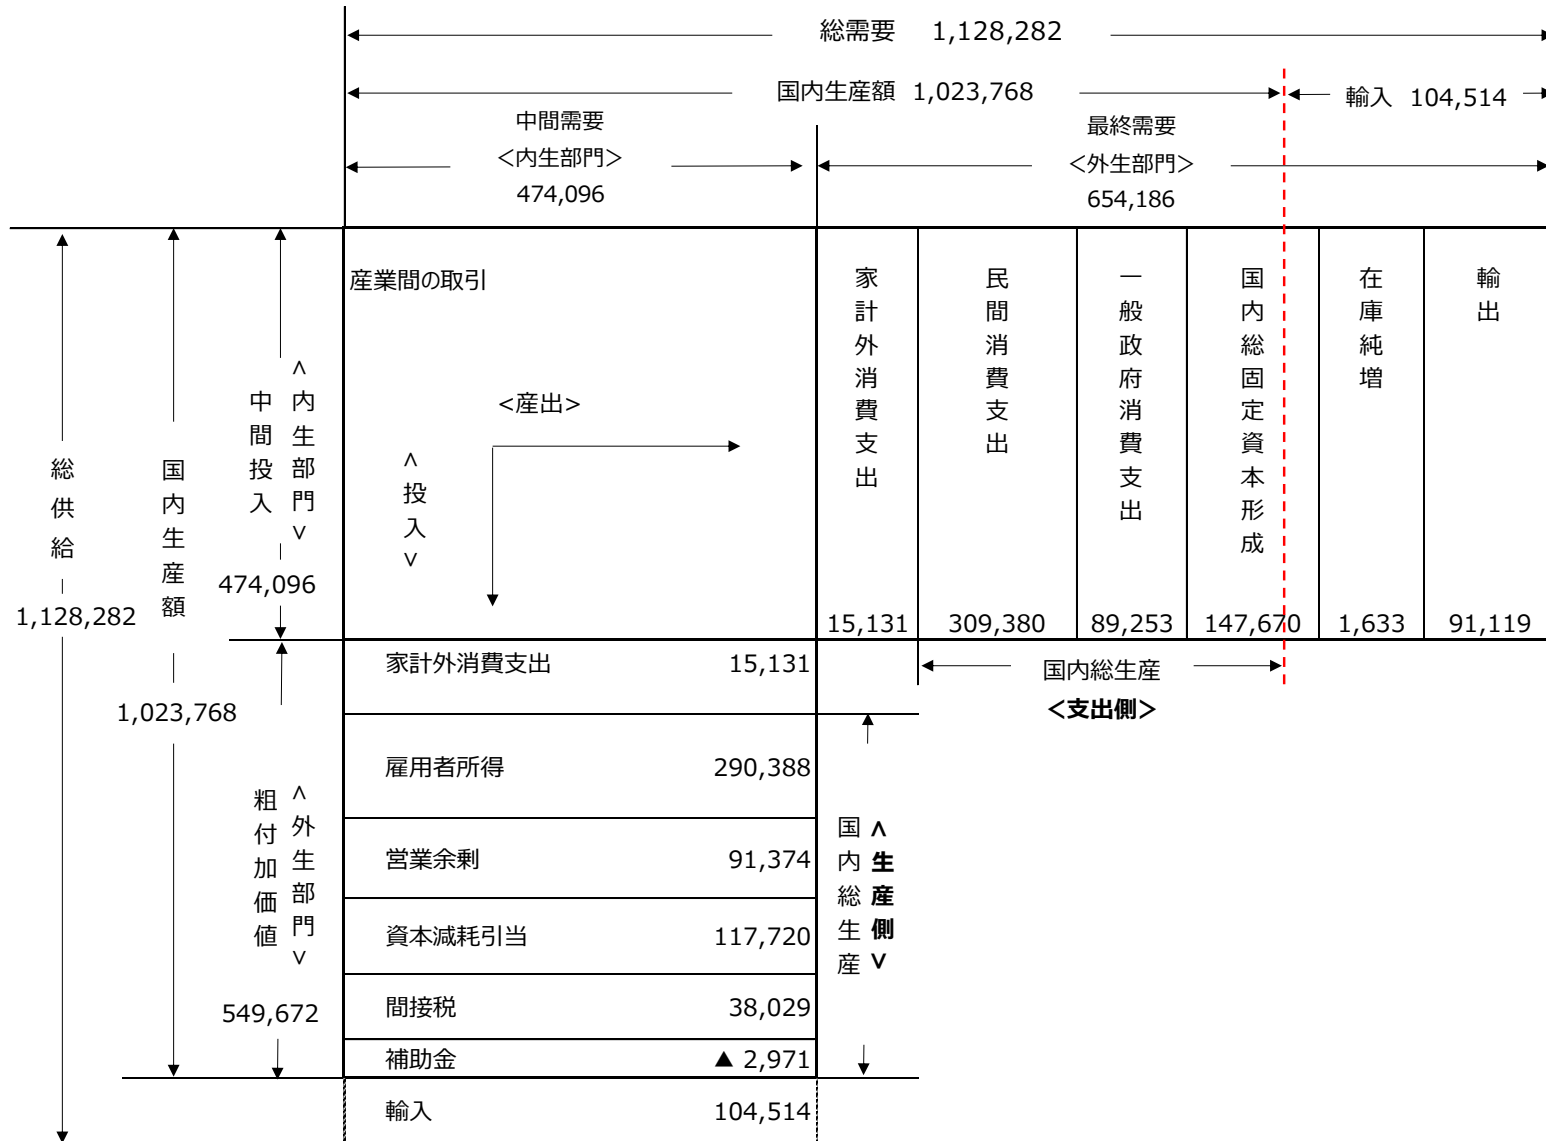 総需要 1,128,282
国内生産額 1,023,768
輸入 104,514
中間需要
<内生部門>
474,096
最終需要
<外生部門>
654,186
産業間の取引
<産出>
<投入>
家計外消費支出
民間消費支出
一般政府消費支出
国内総固定資本形成
在庫純増
輸出
15,131
309,380
89,253
147,670
1,633
91,119
総供給
1,128,282
国内生産額
1,023,768
中間投入
<内生部門>
474,096
粗付加価値
<外生部門>
549,672
家計外消費支出 15,131
雇用者所得 290,388
営業余剰 91,374
資本減耗引当 117,720
間接税 38,029
補助金 ▲ 2,971
輸入 104,514
国内総生産
<支出側>
国内総生産
<生産側>